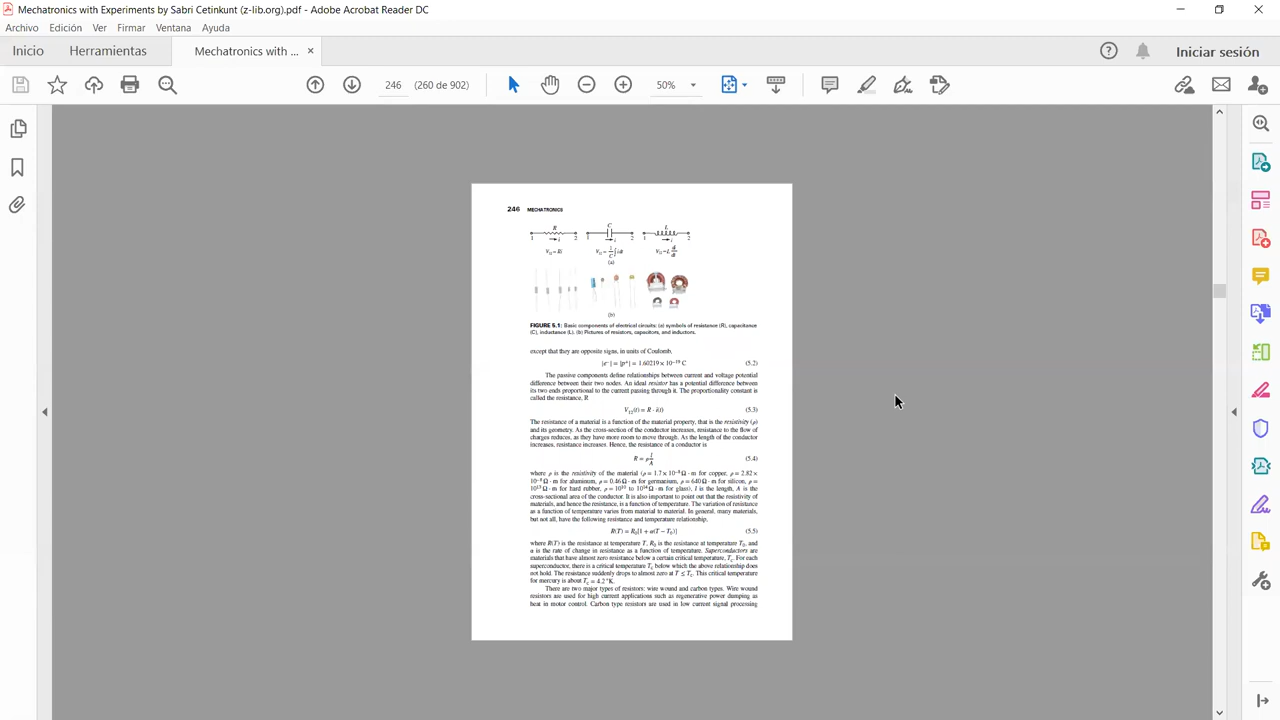 Mechatronics with Experiments by Sabri Cetinkunt (z-lib.org).pdf - Adobe Acrobat Reader DC
Archivo Edición Ver Firmar Ventana Ayuda
Inicio Herramientas Mechatronics with ... × Iniciar sesión
246 (260 de 902) 50%
246 MECHATRONICS
R C L
1 2 1 2 1 2
i i i
(a)
(b)
FIGURE 5.1: Basic components of electrical circuits: (a) symbols of resistance (R), capacitance
(C), inductance (L). (b) Pictures of resistors, capacitors, and inductors.
except that they are opposite signs, in units of Coulomb,
|e⁻| = |p⁺| = 1.60219 × 10⁻¹⁹ C (5.2)
The passive components define relationships between current and voltage potential
difference between their two nodes. An ideal resistor has a potential difference between
its two ends proportional to the current passing through it. The proportionality constant is
called the resistance, R
V₁₂(t) = R · i(t) (5.3)
The resistance of a material is a function of the material property, that is the resistivity (ρ)
and its geometry. As the cross-section of the conductor increases, resistance to the flow of
charges reduces, as they have more room to move through. As the length of the conductor
increases, resistance increases. Hence, the resistance of a conductor is
R = ρ l/A (5.4)
where ρ is the resistivity of the material (ρ = 1.7 × 10⁻⁸ Ω · m for copper, ρ = 2.82×
10⁻⁸ Ω · m for aluminum, ρ = 0.46 Ω · m for germanium, ρ = 640 Ω · m for silicon, ρ =
10¹³ Ω · m for hard rubber, ρ = 10¹⁰ to 10¹⁴ Ω · m for glass), l is the length, A is the
cross-sectional area of the conductor. It is also important to point out that the resistivity of
materials, and hence the resistance, is a function of temperature. The variation of resistance
as a function of temperature varies from material to material. In general, many materials,
but not all, have the following resistance and temperature relationship,
R(T) = R₀[1 + α(T − T₀)] (5.5)
where R(T) is the resistance at temperature T, R₀ is the resistance at temperature T₀, and
α is the rate of change in resistance as a function of temperature. Superconductors are
materials that have almost zero resistance below a certain critical temperature, T꜀. For each
superconductor, there is a critical temperature T꜀ below which the above relationship does
not hold. The resistance suddenly drops to almost zero at T ≤ T꜀. This critical temperature
for mercury is about T꜀ = 4.2 °K.
There are two major types of resistors: wire wound and carbon types. Wire wound
resistors are used for high current applications such as regenerative power dumping as
heat in motor control. Carbon type resistors are used in low current signal processing